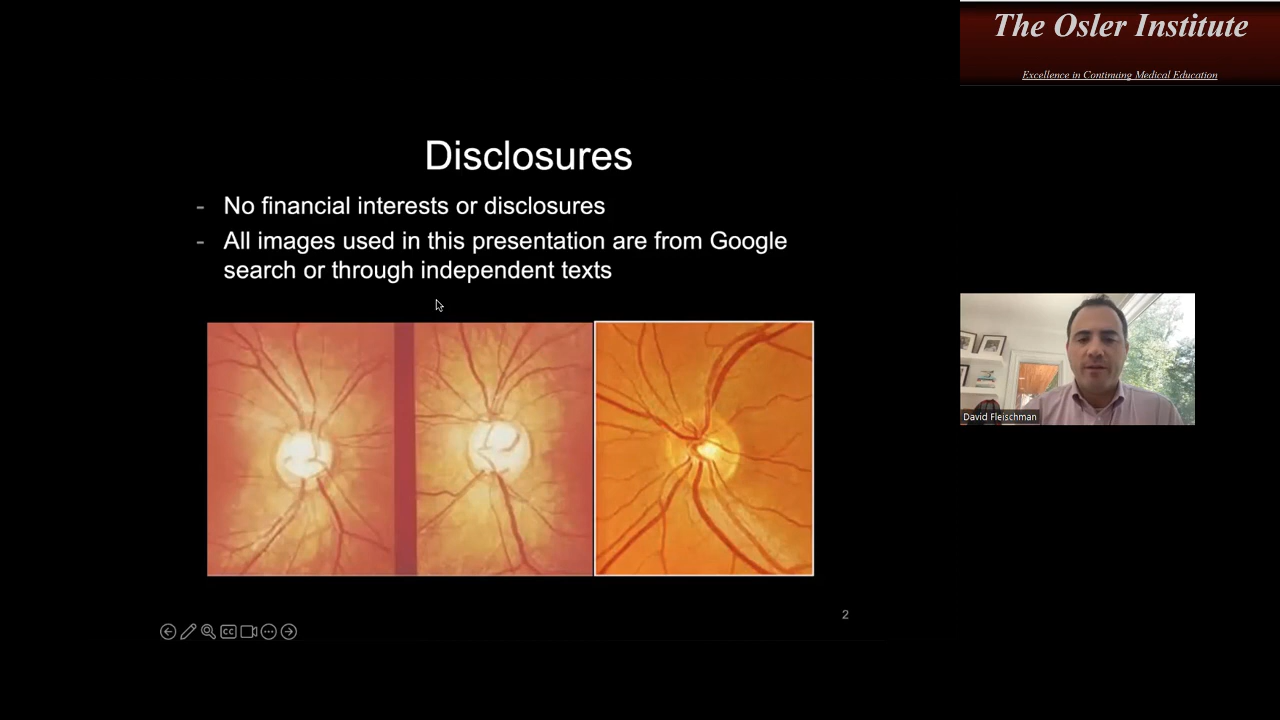 The Osler Institute
Excellence in Continuing Medical Education
Disclosures
- No financial interests or disclosures
- All images used in this presentation are from Google
search or through independent texts
David Fleischman
2
CC